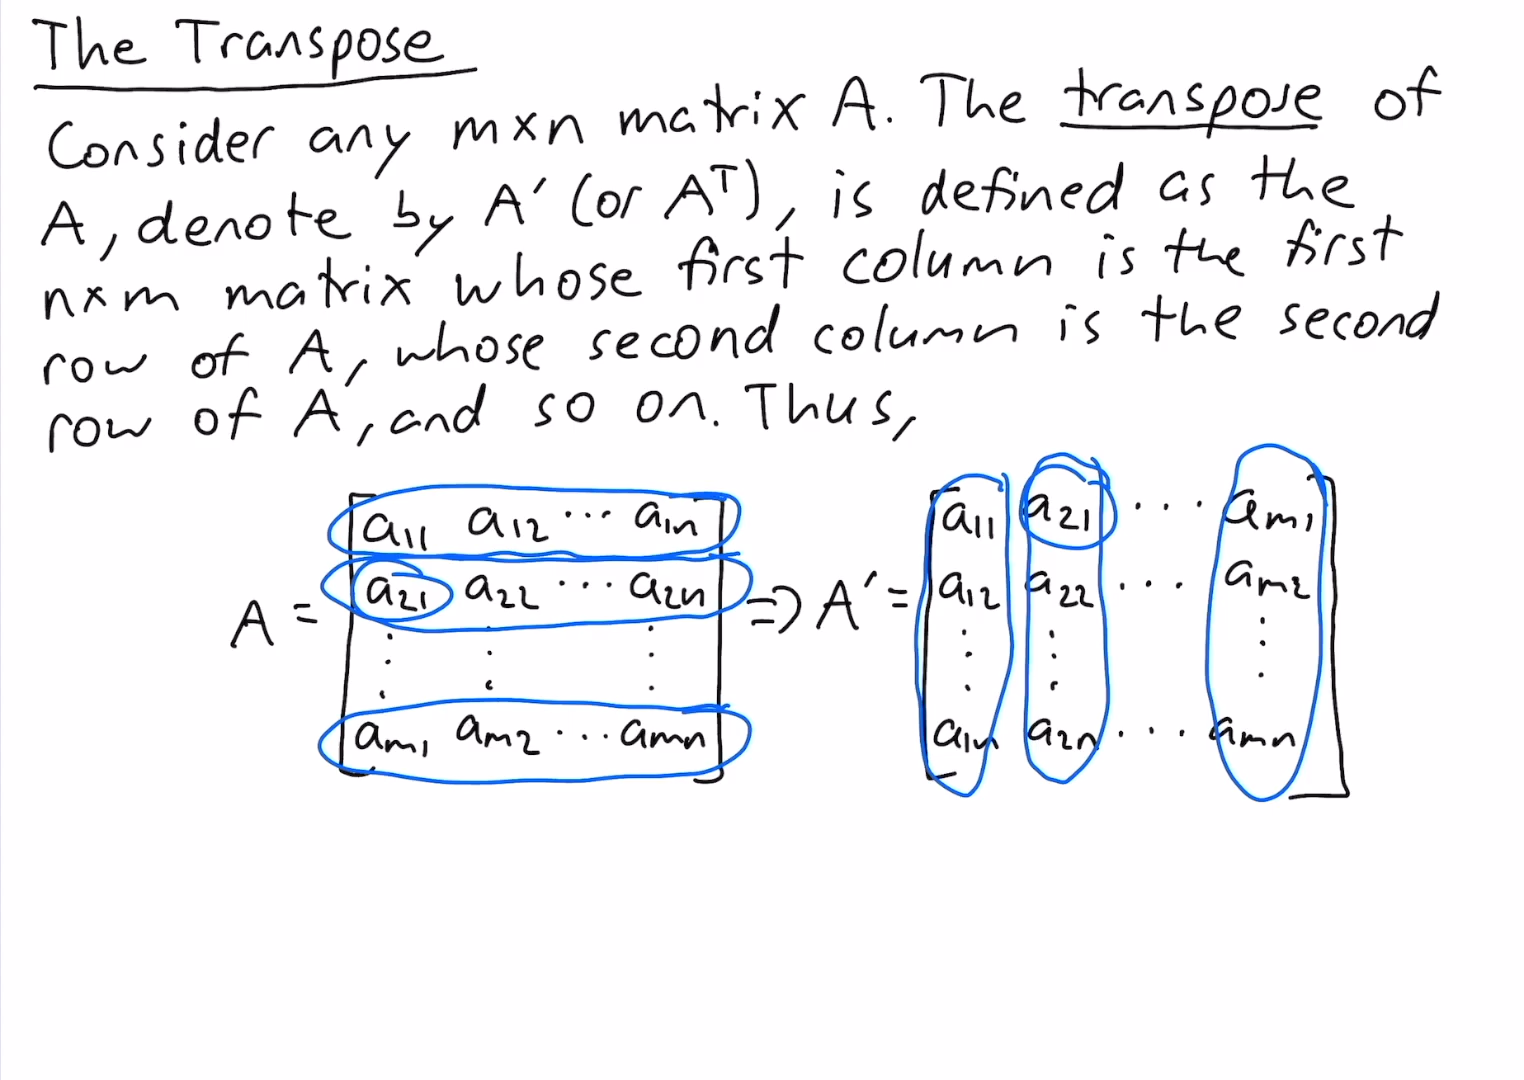 The Transpose
Consider any m×n matrix A. The transpose of
A, denote by A′ (or Aᵀ), is defined as the
n×m matrix whose first column is the first
row of A, whose second column is the second
row of A, and so on. Thus,
a11 a12 ... a1n a11 a21 ... am1
A = a21 a22 ... a2n ⇒ A′ = a12 a22 ... am2
⋮ ⋮ ⋮ ⋮ ⋮ ⋮
am1 am2 ... amn a1n a2n ... amn